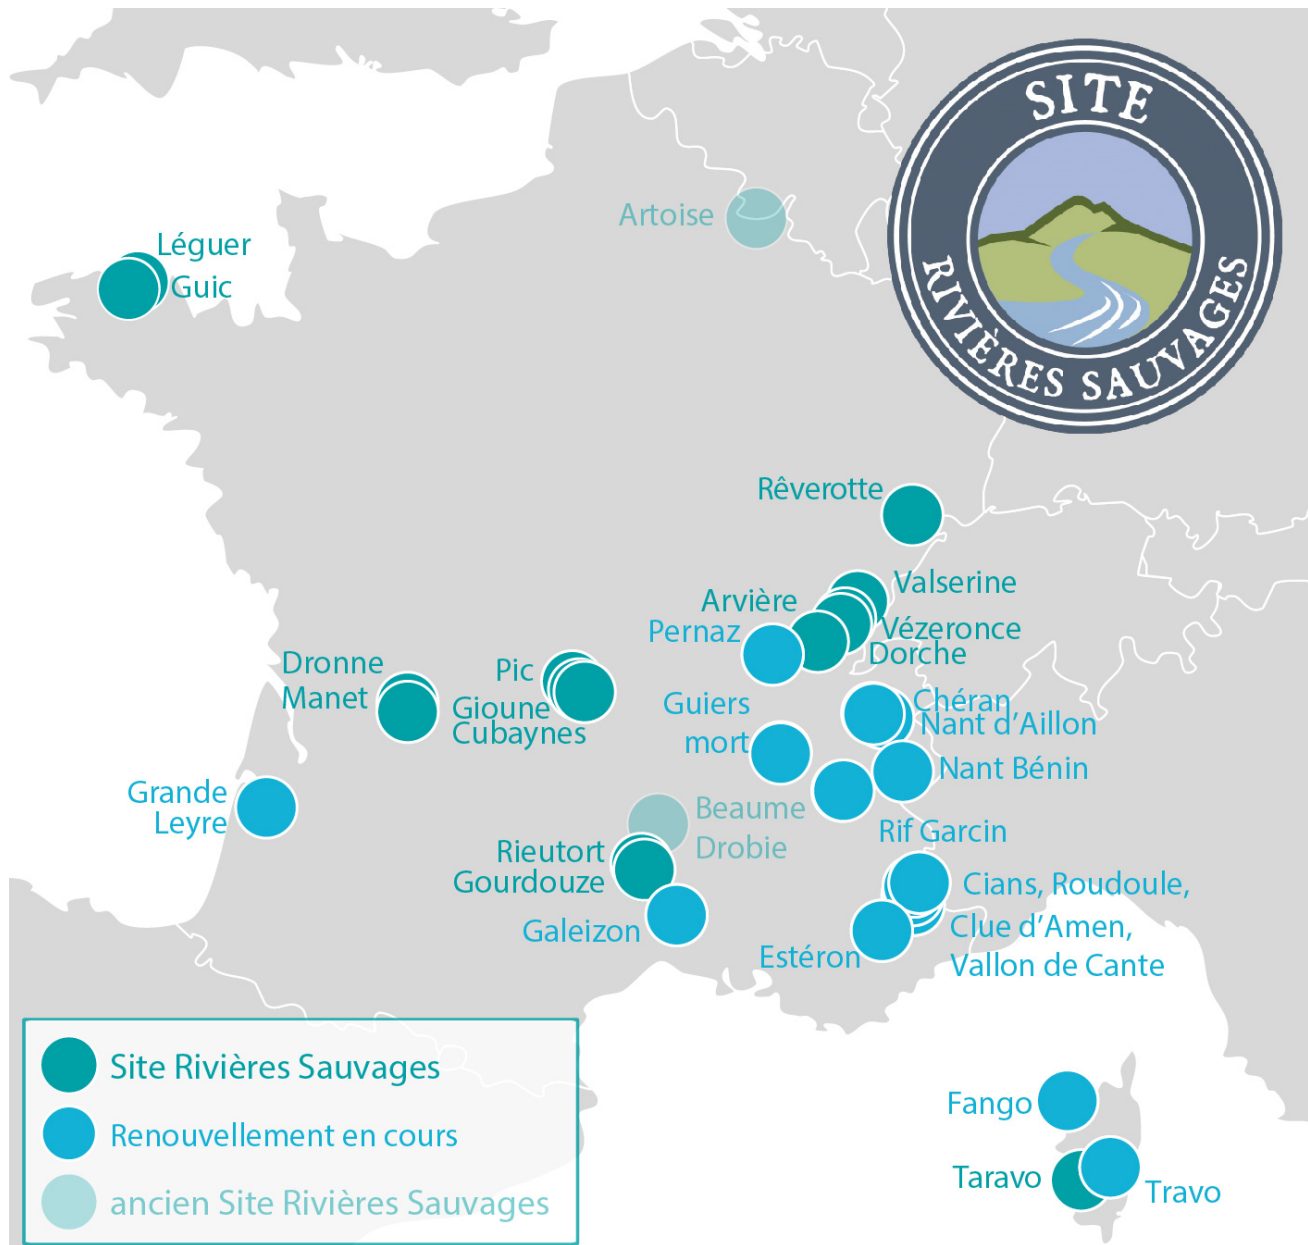 SITE
RIVIÈRES SAUVAGES
Artoise
Léguer
Guic
Rêverotte
Valserine
Arvière
Vézeronce
Pernaz
Dorche
Dronne
Manet
Pic
Gioune
Cubaynes
Guiers
mort
Chéran
Nant d’Aillon
Nant Bénin
Grande
Leyre
Beaume
Drobie
Rif Garcin
Rieutort
Gourdouze
Galeizon
Cians, Roudoule,
Clue d’Amen,
Vallon de Cante
Estéron
Site Rivières Sauvages
Renouvellement en cours
ancien Site Rivières Sauvages
Fango
Taravo
Travo